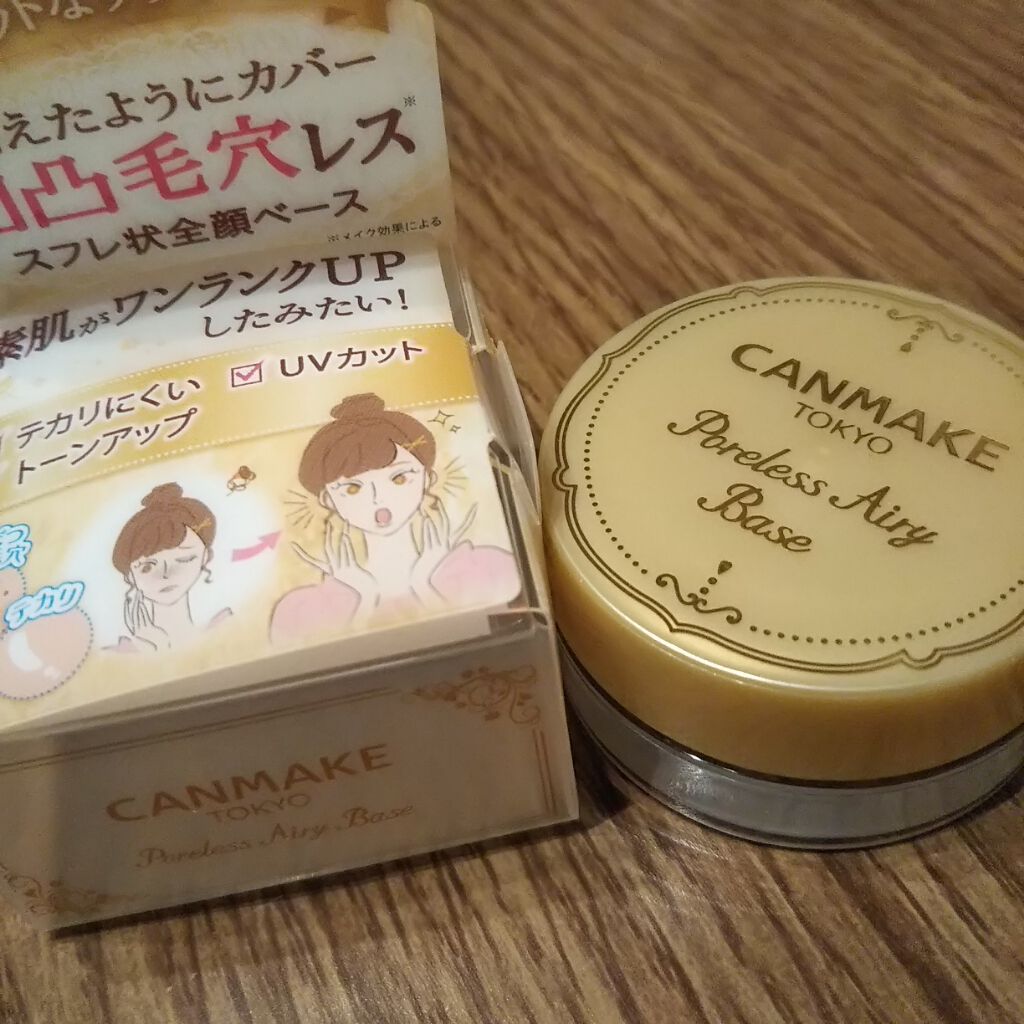 えたようにカバー
凹凸毛穴レス※
スフレ状全顔ベース
※メイク効果による
素肌がワンランクUP
したみたい!
テカリにくい
トーンアップ
UVカット
毛穴
テカリ
CANMAKE
TOKYO
Poreless Airy Base
CANMAKE
TOKYO
Poreless Airy
Base